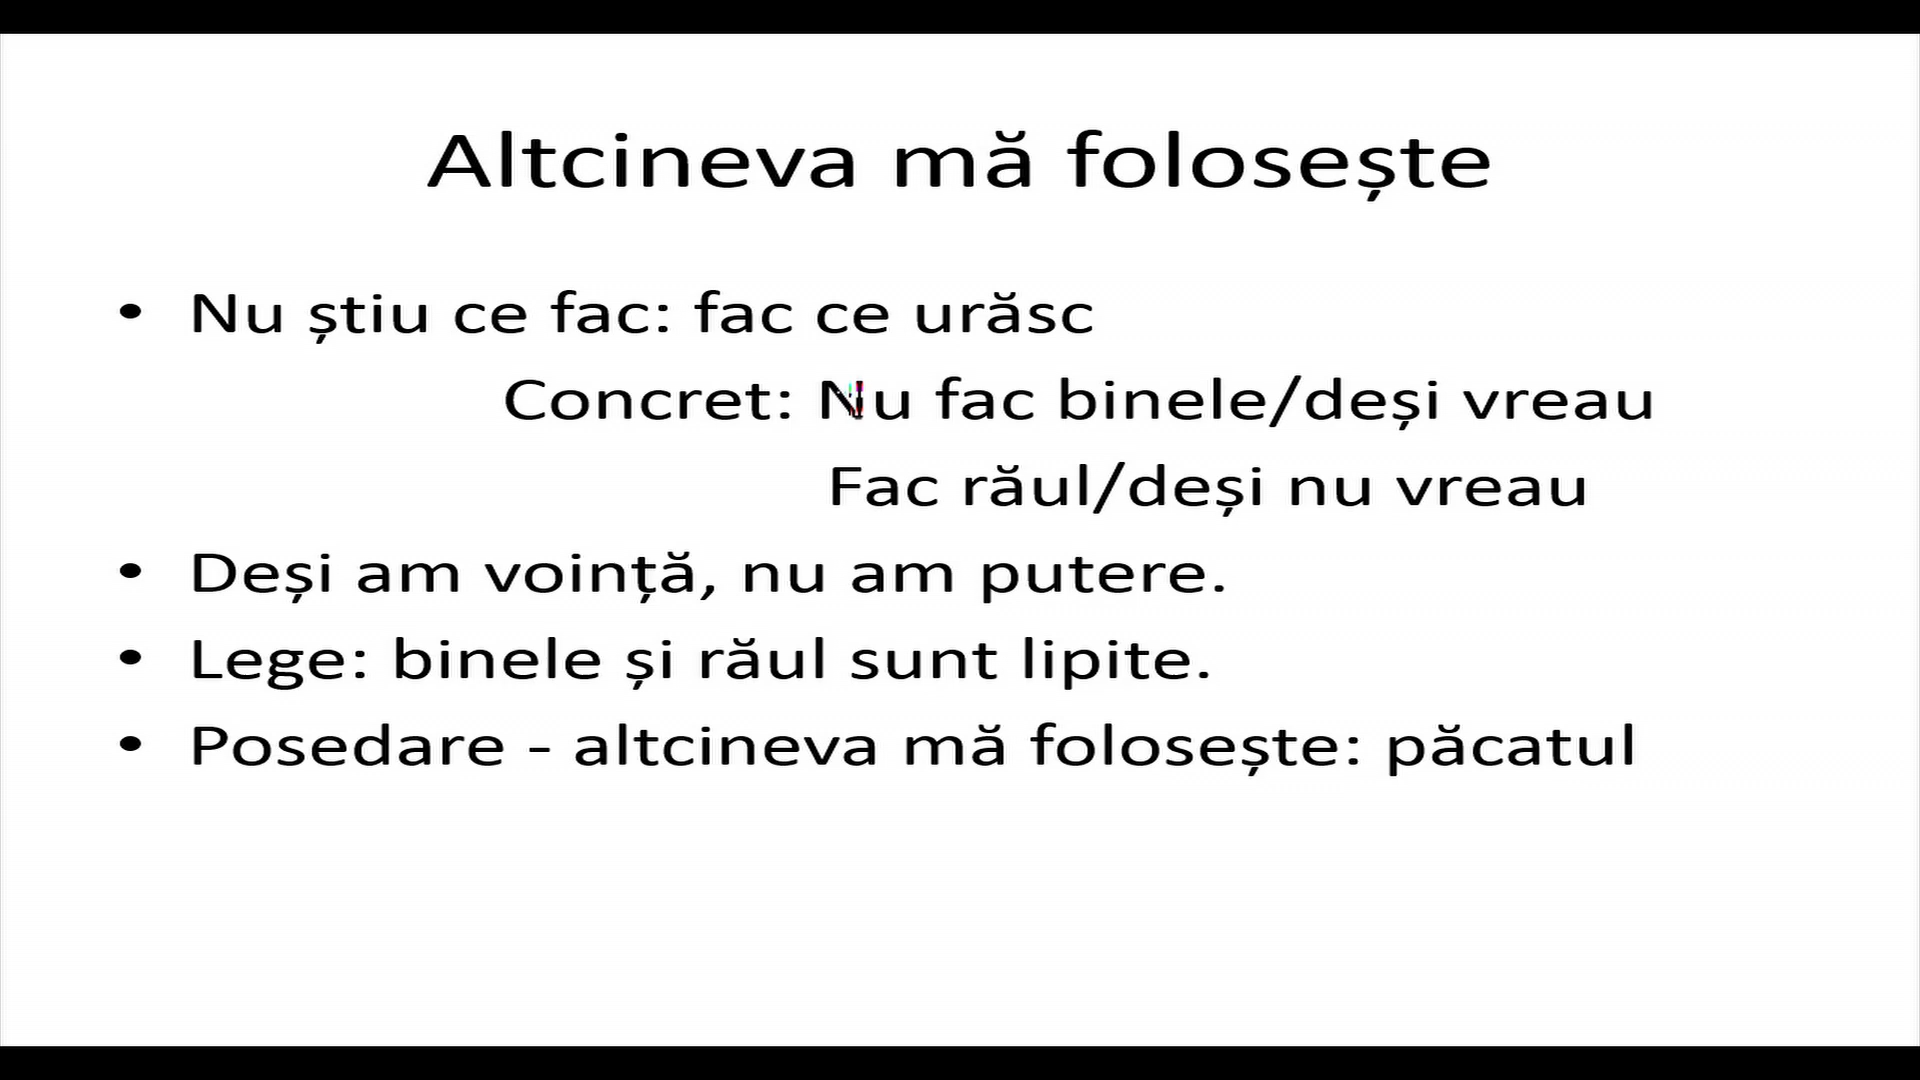 Altcineva mă folosește
• Nu știu ce fac: fac ce urăsc
Concret: Nu fac binele/deși vreau
Fac răul/deși nu vreau
• Deși am voință, nu am putere.
• Lege: binele și răul sunt lipite.
• Posedare - altcineva mă folosește: păcatul